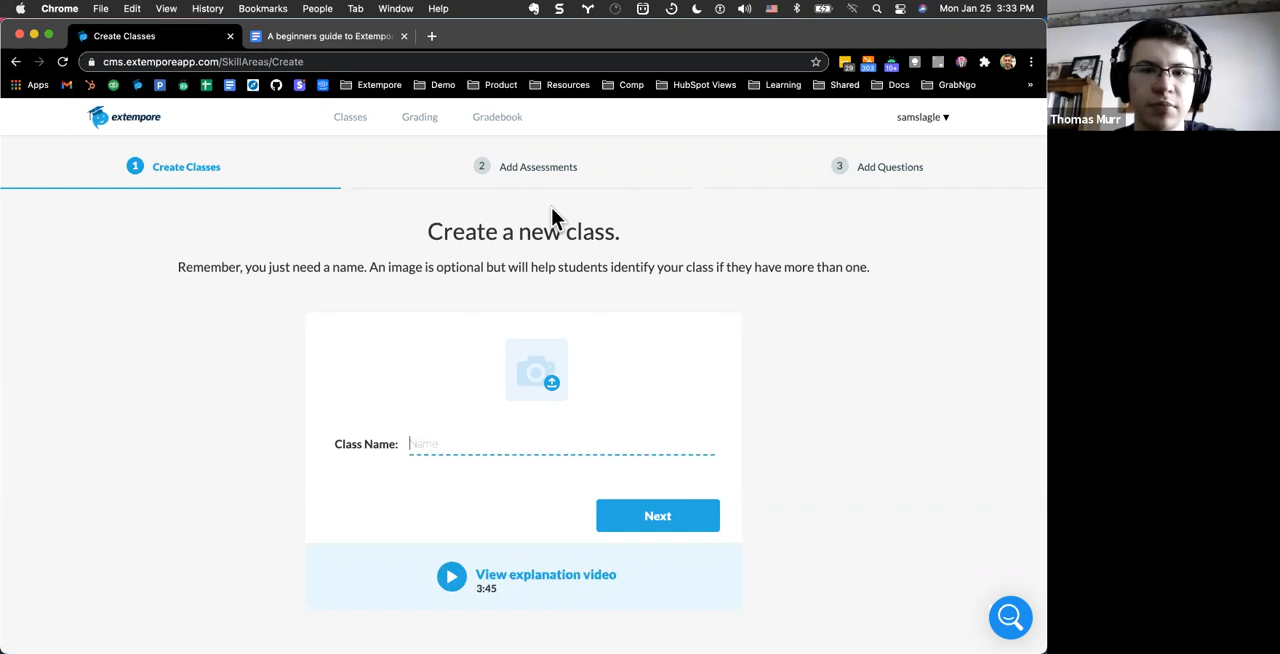 Chrome File Edit View History Bookmarks People Tab Window Help Mon Jan 25 3:33 PM
Create Classes A beginners guide to Extempor
cms.extemporeapp.com/SkillAreas/Create
Apps Extempore Demo Product Resources Comp HubSpot Views Learning Shared Docs GrabNgo »
Thomas Murr
extempore Classes Grading Gradebook samslagle
1 Create Classes 2 Add Assessments 3 Add Questions
Create a new class.
Remember, you just need a name. An image is optional but will help students identify your class if they have more than one.
Class Name: Name
Next
View explanation video
3:45